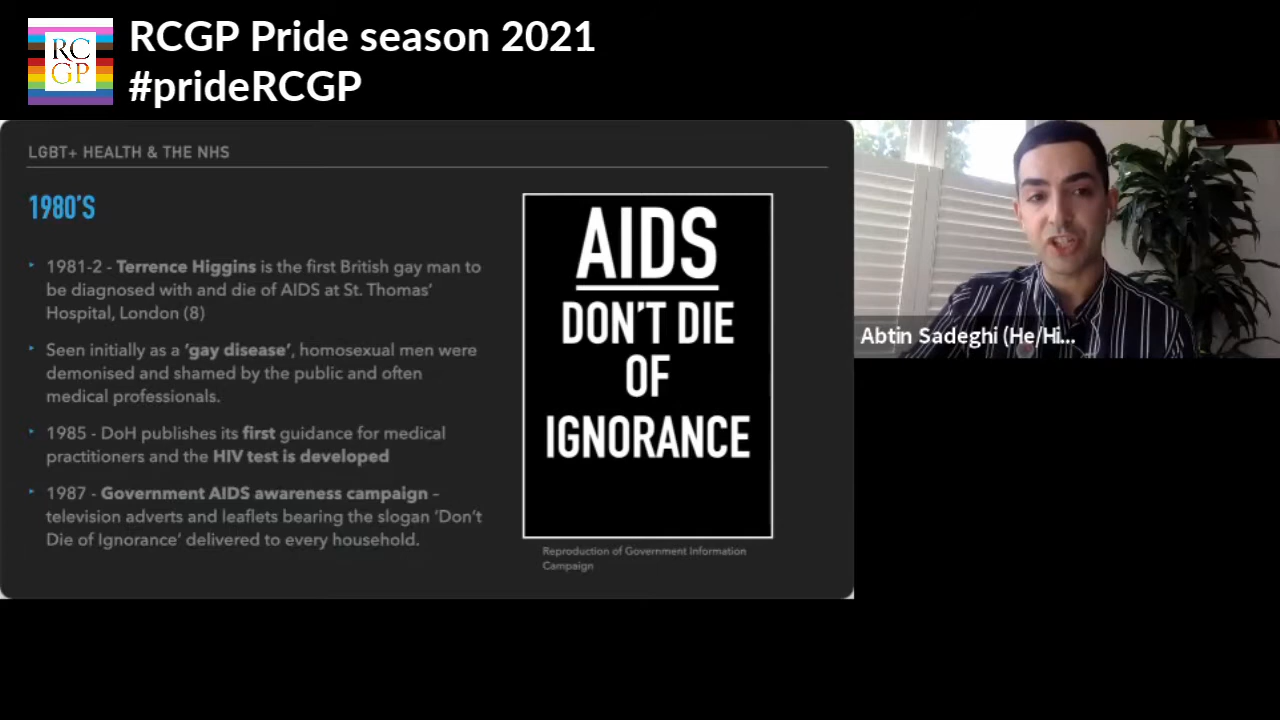 RC
GP
RCGP Pride season 2021
#prideRCGP
LGBT+ HEALTH & THE NHS
1980'S
1981-2 - Terrence Higgins is the first British gay man to
be diagnosed with and die of AIDS at St. Thomas'
Hospital, London (8)
Seen initially as a 'gay disease', homosexual men were
demonised and shamed by the public and often
medical professionals.
1985 - DoH publishes its first guidance for medical
practitioners and the HIV test is developed
1987 - Government AIDS awareness campaign –
television adverts and leaflets bearing the slogan 'Don't
Die of Ignorance' delivered to every household.
AIDS
DON'T DIE
OF
IGNORANCE
Reproduction of Government Information
Campaign
Abtin Sadeghi (He/Hi...